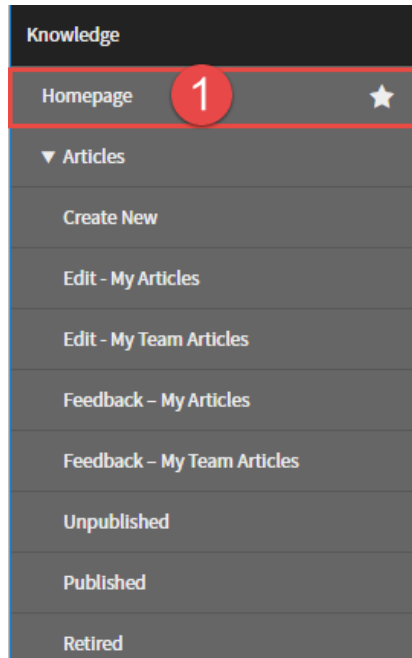 Knowledge
Homepage 1
▼ Articles
Create New
Edit - My Articles
Edit - My Team Articles
Feedback – My Articles
Feedback – My Team Articles
Unpublished
Published
Retired